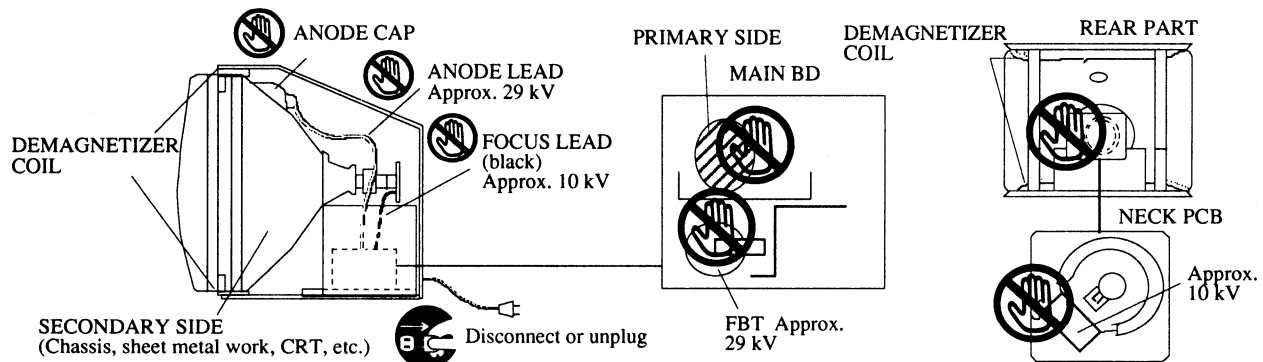 ANODE CAP
ANODE LEAD
Approx. 29 kV
DEMAGNETIZER
COIL
FOCUS LEAD
(black)
Approx. 10 kV
SECONDARY SIDE
(Chassis, sheet metal work, CRT, etc.)
Disconnect or unplug
PRIMARY SIDE
MAIN BD
FBT Approx.
29 kV
DEMAGNETIZER
COIL
REAR PART
NECK PCB
Approx.
10 kV